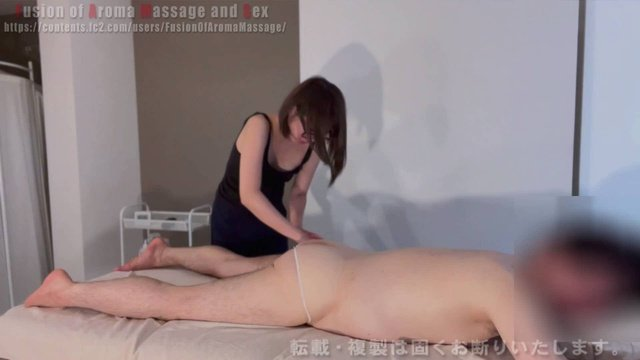 Fusion of Aroma Massage and Sex
https://contents.fc2.com/users/FusionOfAromaMassage/
転載・複製は固くお断りいたします。